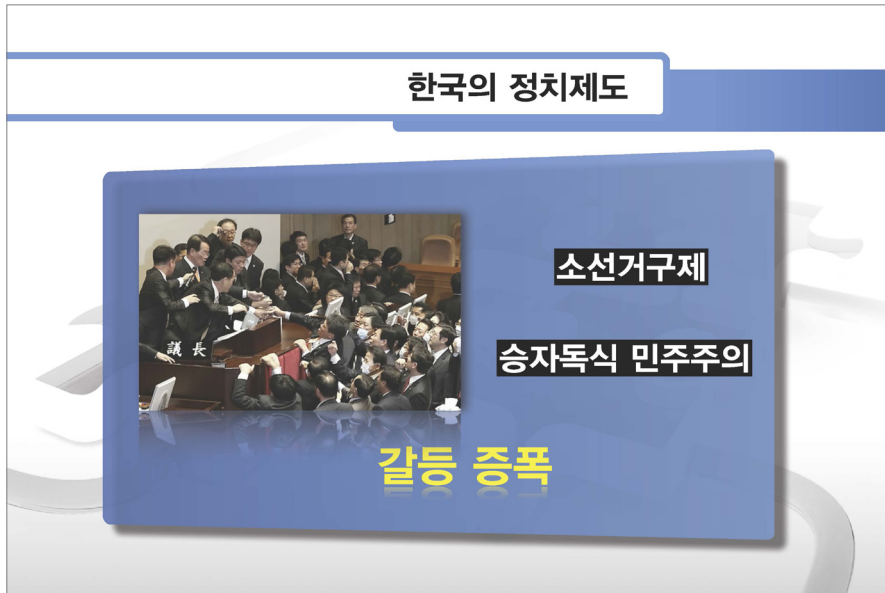 한국의 정치제도
議長
소선거구제
승자독식 민주주의
갈등 증폭